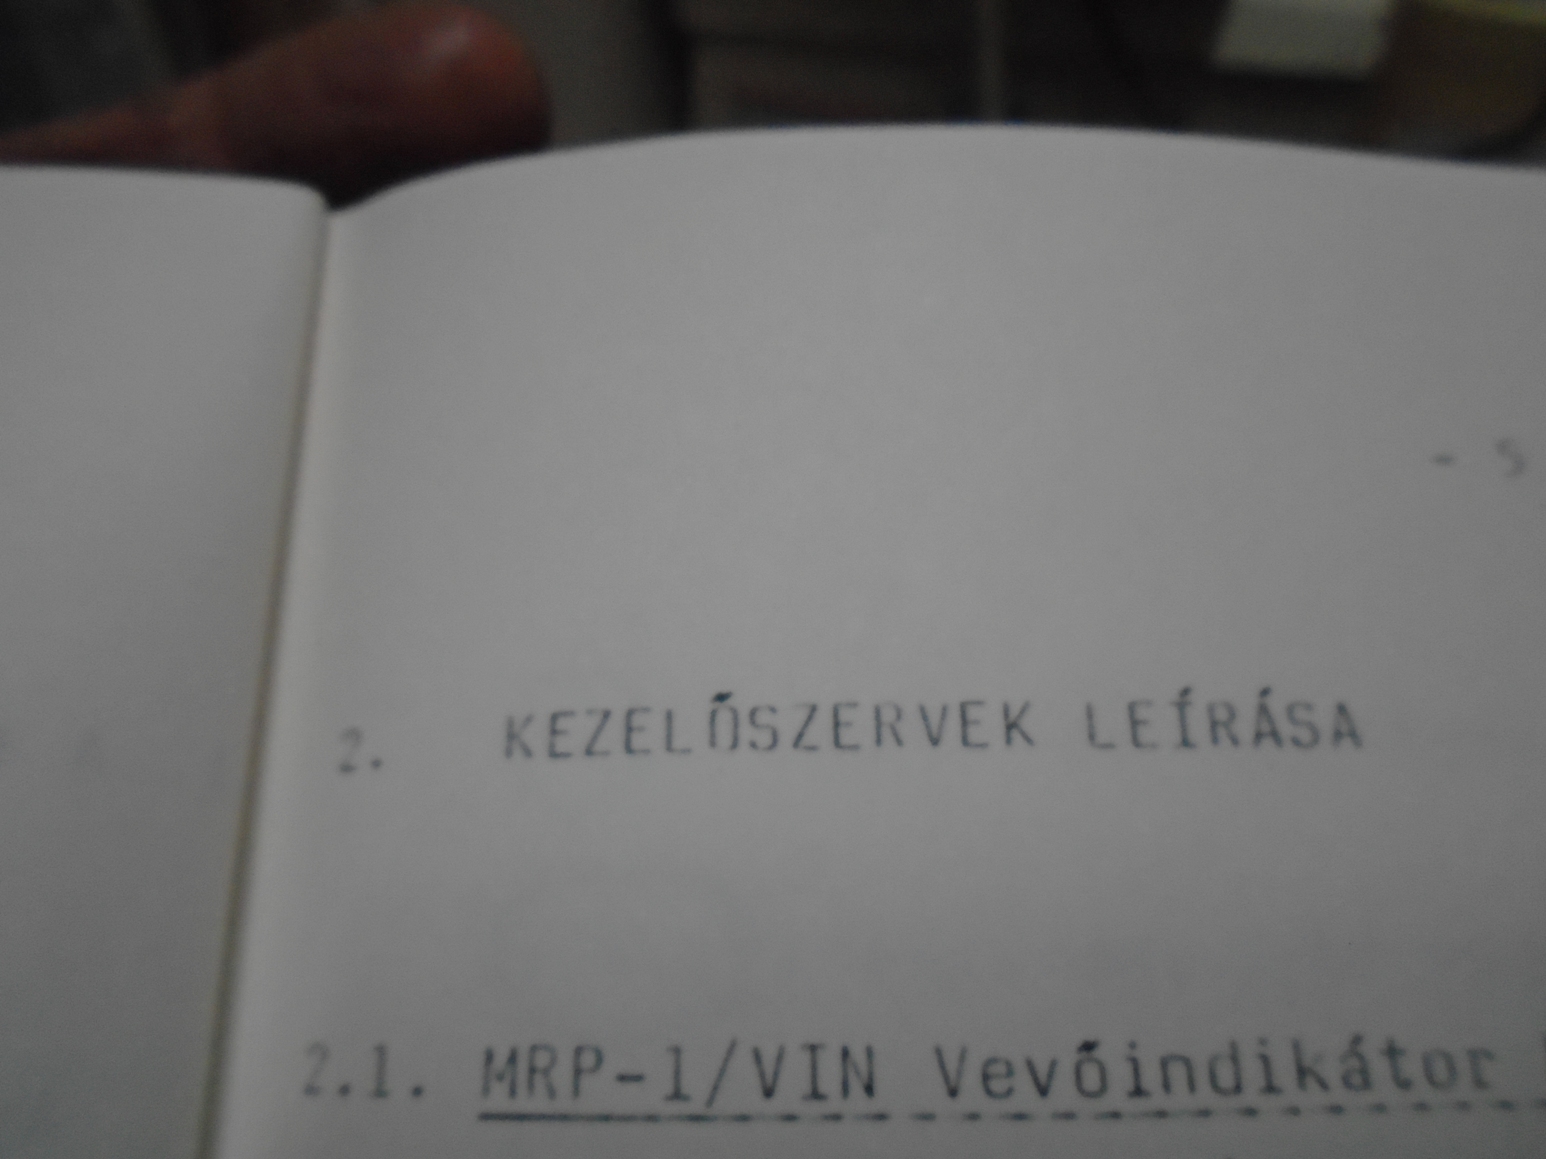 - 5
2. KEZELŐSZERVEK LEÍRÁSA
2.1. MRP-1/VIN Vevőindikátor